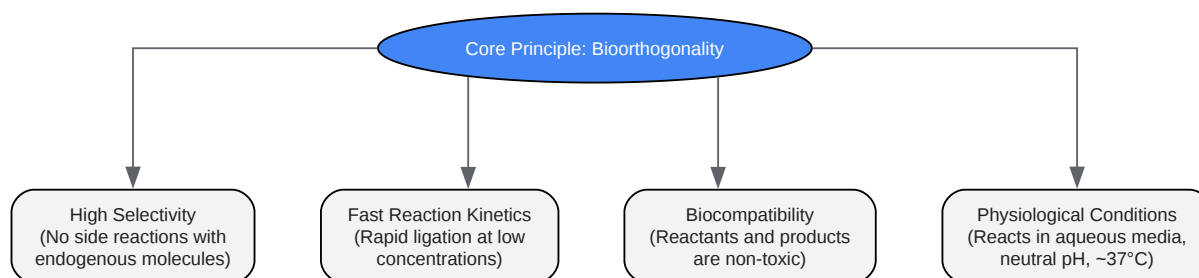 Core Principle: Bioorthogonality
High Selectivity
(No side reactions with
endogenous molecules)
Fast Reaction Kinetics
(Rapid ligation at low
concentrations)
Biocompatibility
(Reactants and products
are non-toxic)
Physiological Conditions
(Reacts in aqueous media,
neutral pH, ~37°C)